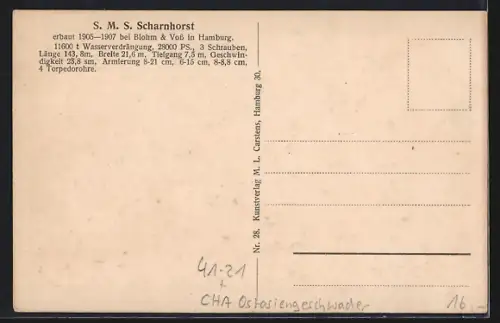 S. M. S. Scharnhorst
erbaut 1905—1907 bei Blohm & Voß in Hamburg.
11600 t Wasserverdrängung, 28000 PS., 3 Schrauben,
Länge 143,8m, Breite 21,6 m, Tiefgang 7,5 m, Geschwin-
digkeit 23,8 sm, Armierung 8-21 cm, 6-15 cm, 8-8,8 cm,
4 Torpedorohre.
Nr. 28. Kunstverlag M. L. Carstens, Hamburg 30.
41-21
+
CHA Ostasiengeschwader
16.-